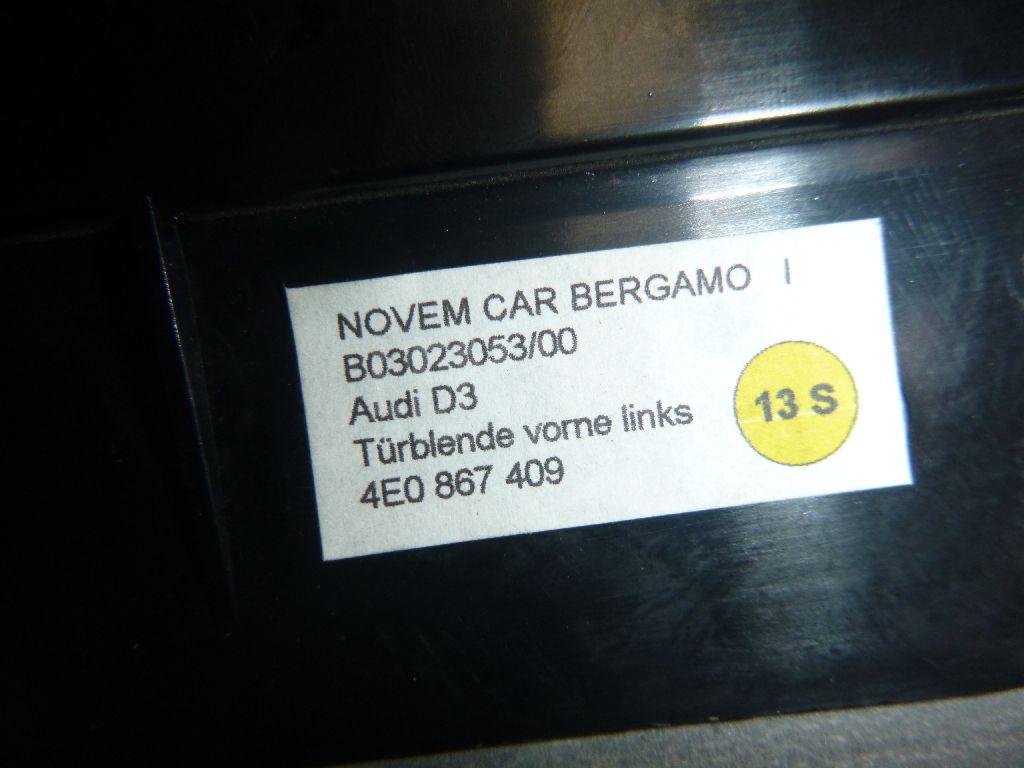 NOVEM CAR BERGAMO I
B03023053/00
Audi D3
Türblende vorne links
4E0 867 409
13 S